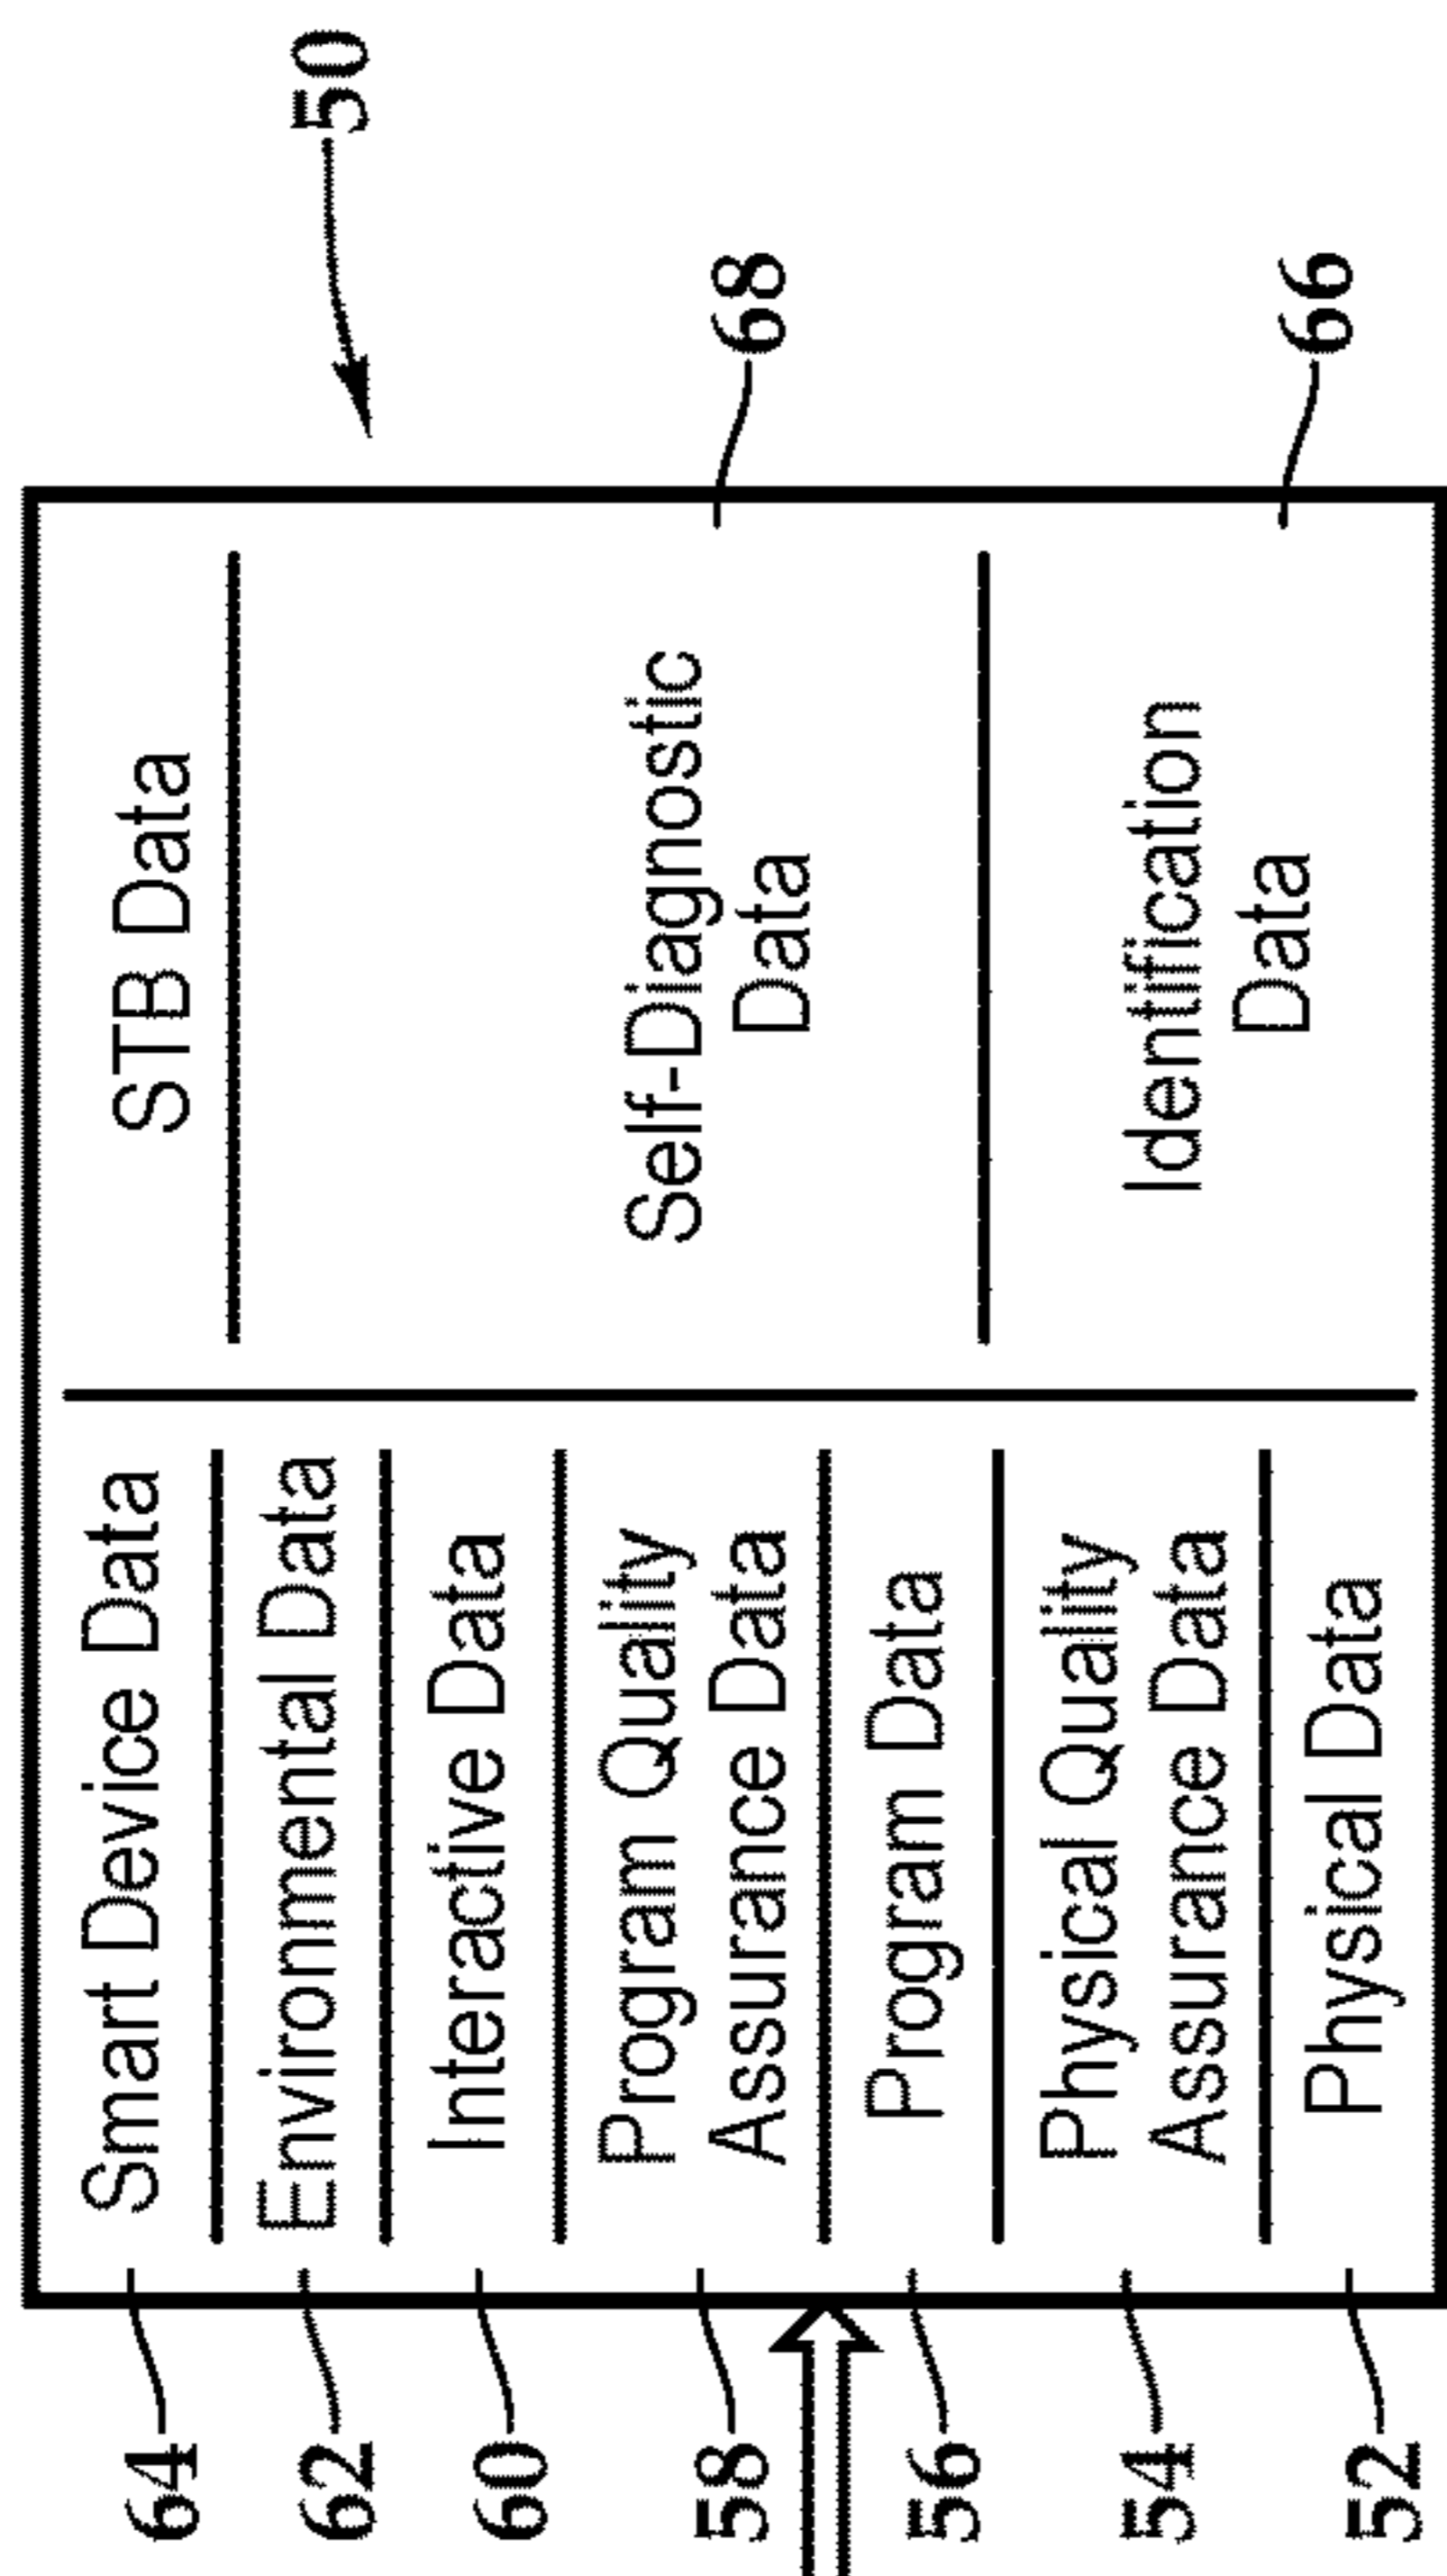 50
64
Smart Device Data
STB Data
62
Environmental Data
60
Interactive Data
58
Program Quality
Assurance Data
Self-Diagnostic
Data
68
56
Program Data
54
Physical Quality
Assurance Data
Identification
Data
66
52
Physical Data